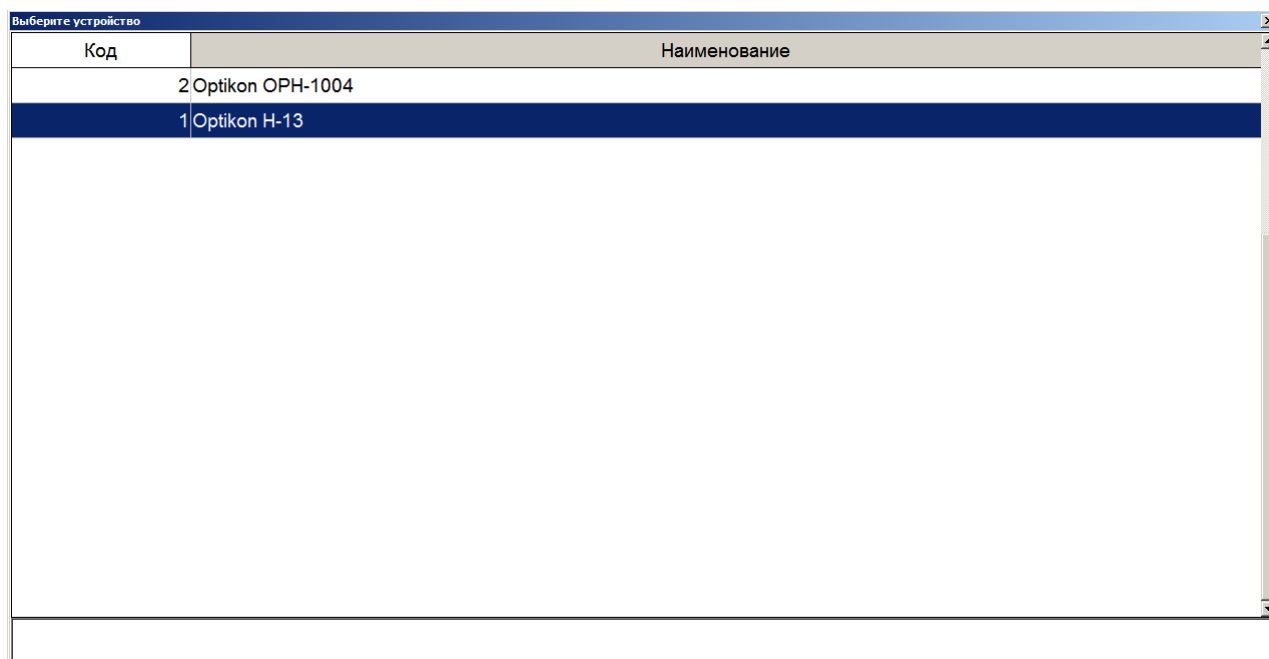 Выберите устройство
Код Наименование
2 Optikon OPH-1004
1 Optikon H-13